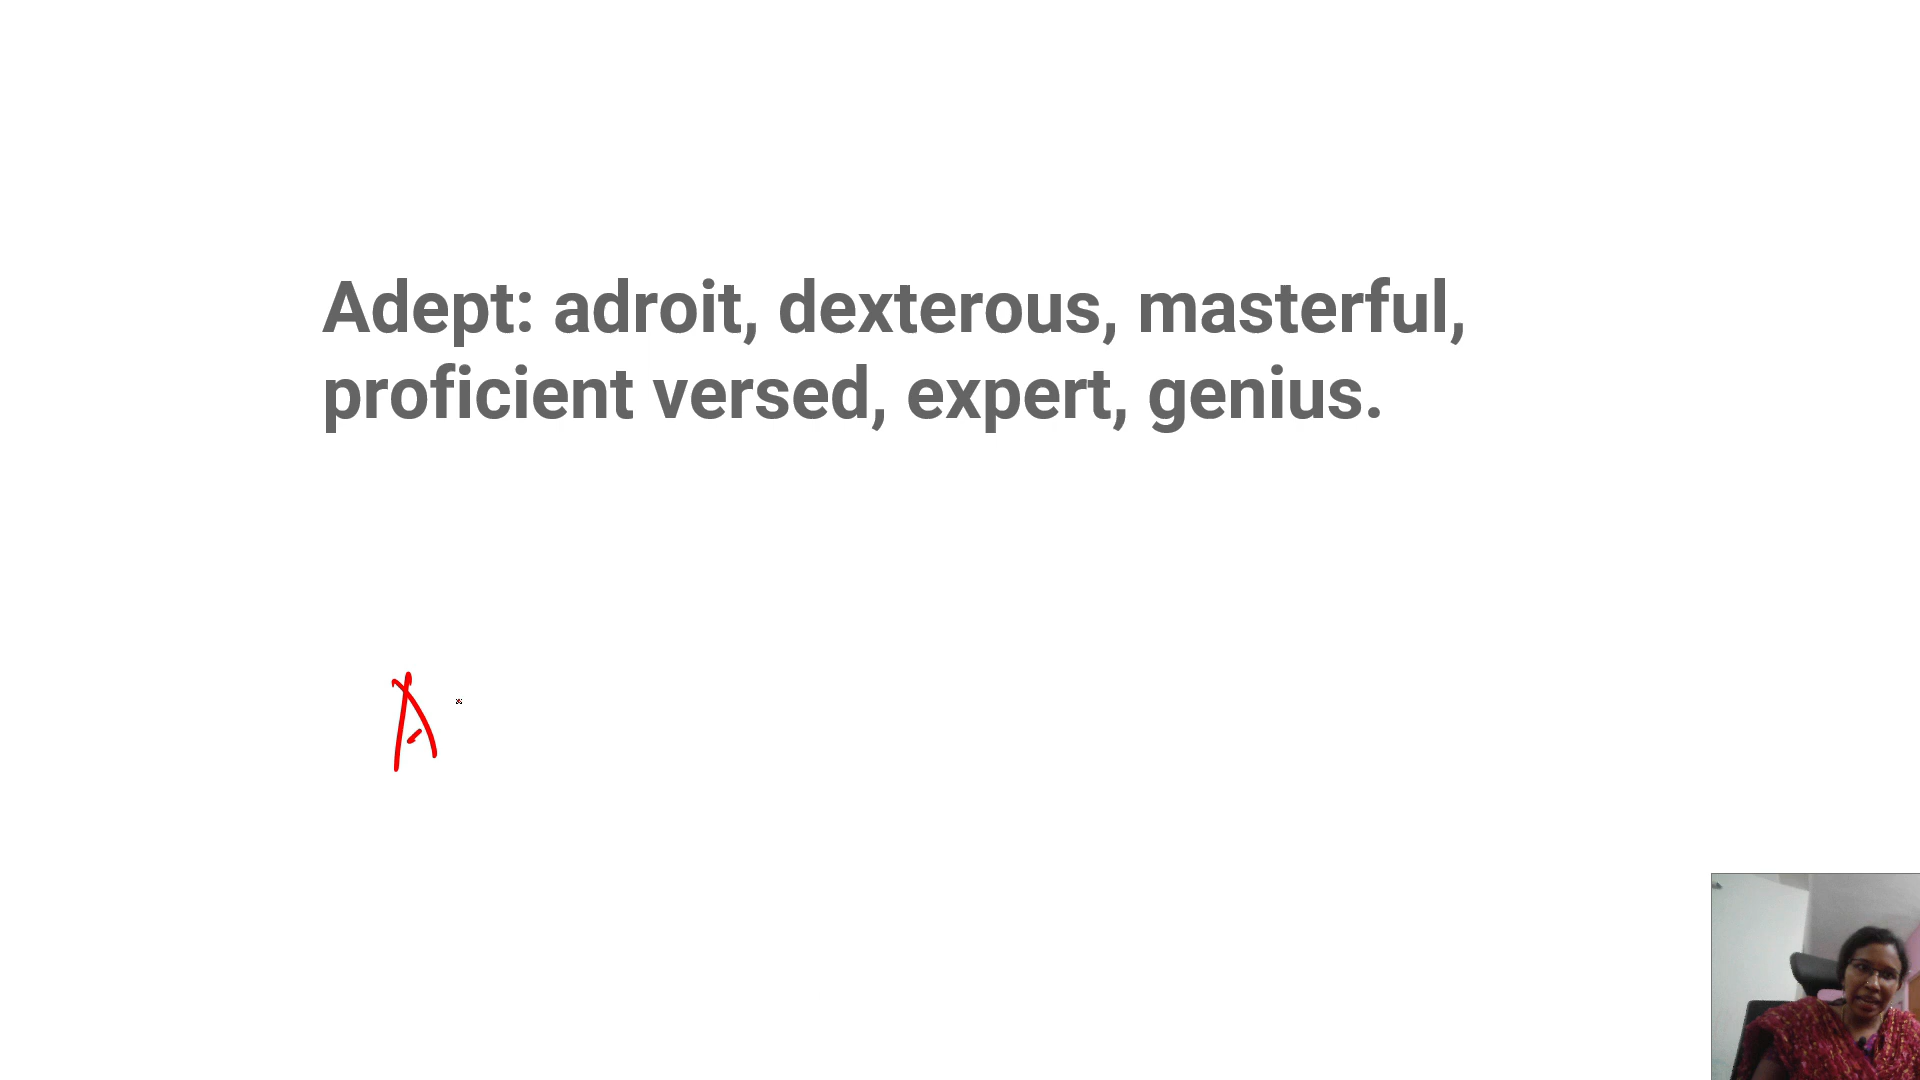 Adept: adroit, dexterous, masterful,
proficient versed, expert, genius.
A